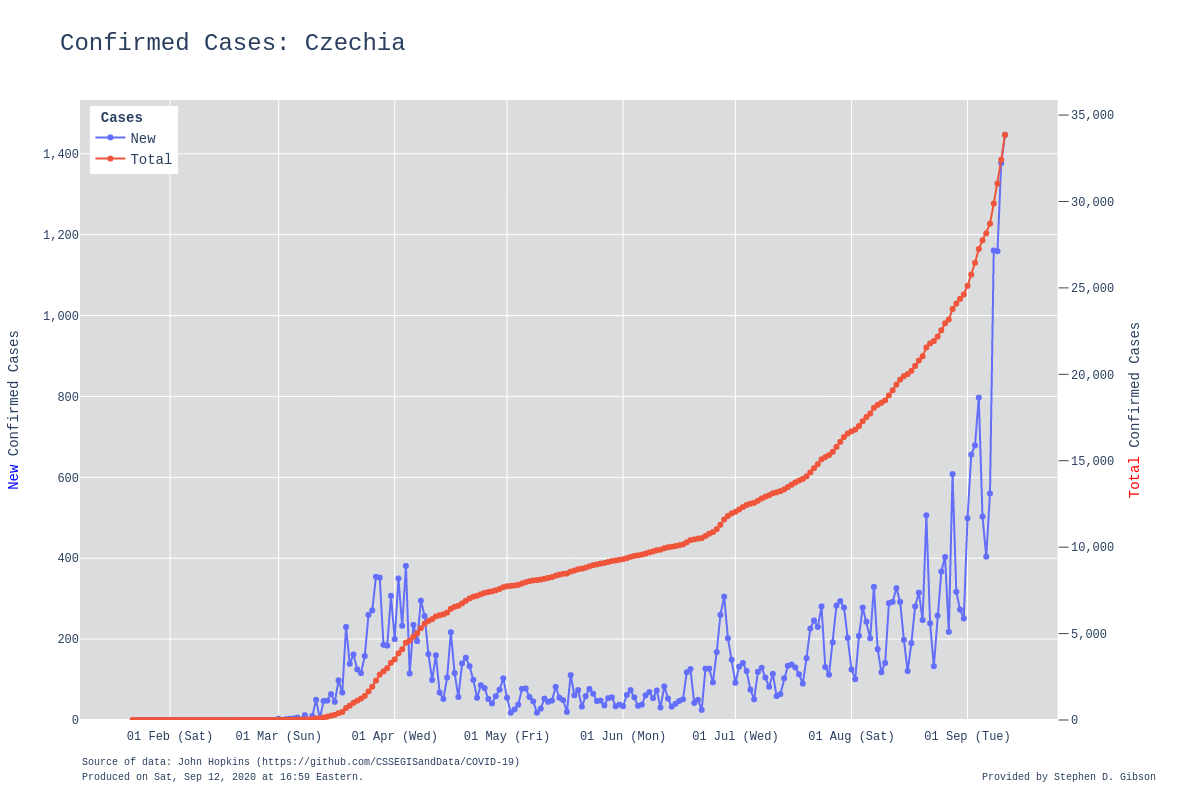 Confirmed Cases: Czechia
Cases
New
Total
1,400
1,200
1,000
800
600
400
200
0
New Confirmed Cases
35,000
30,000
25,000
20,000
15,000
10,000
5,000
0
Total Confirmed Cases
01 Feb (Sat) 01 Mar (Sun) 01 Apr (Wed) 01 May (Fri) 01 Jun (Mon) 01 Jul (Wed) 01 Aug (Sat) 01 Sep (Tue)
Source of data: John Hopkins (https://github.com/CSSEGISandData/COVID-19)
Produced on Sat, Sep 12, 2020 at 16:59 Eastern.
Provided by Stephen D. Gibson